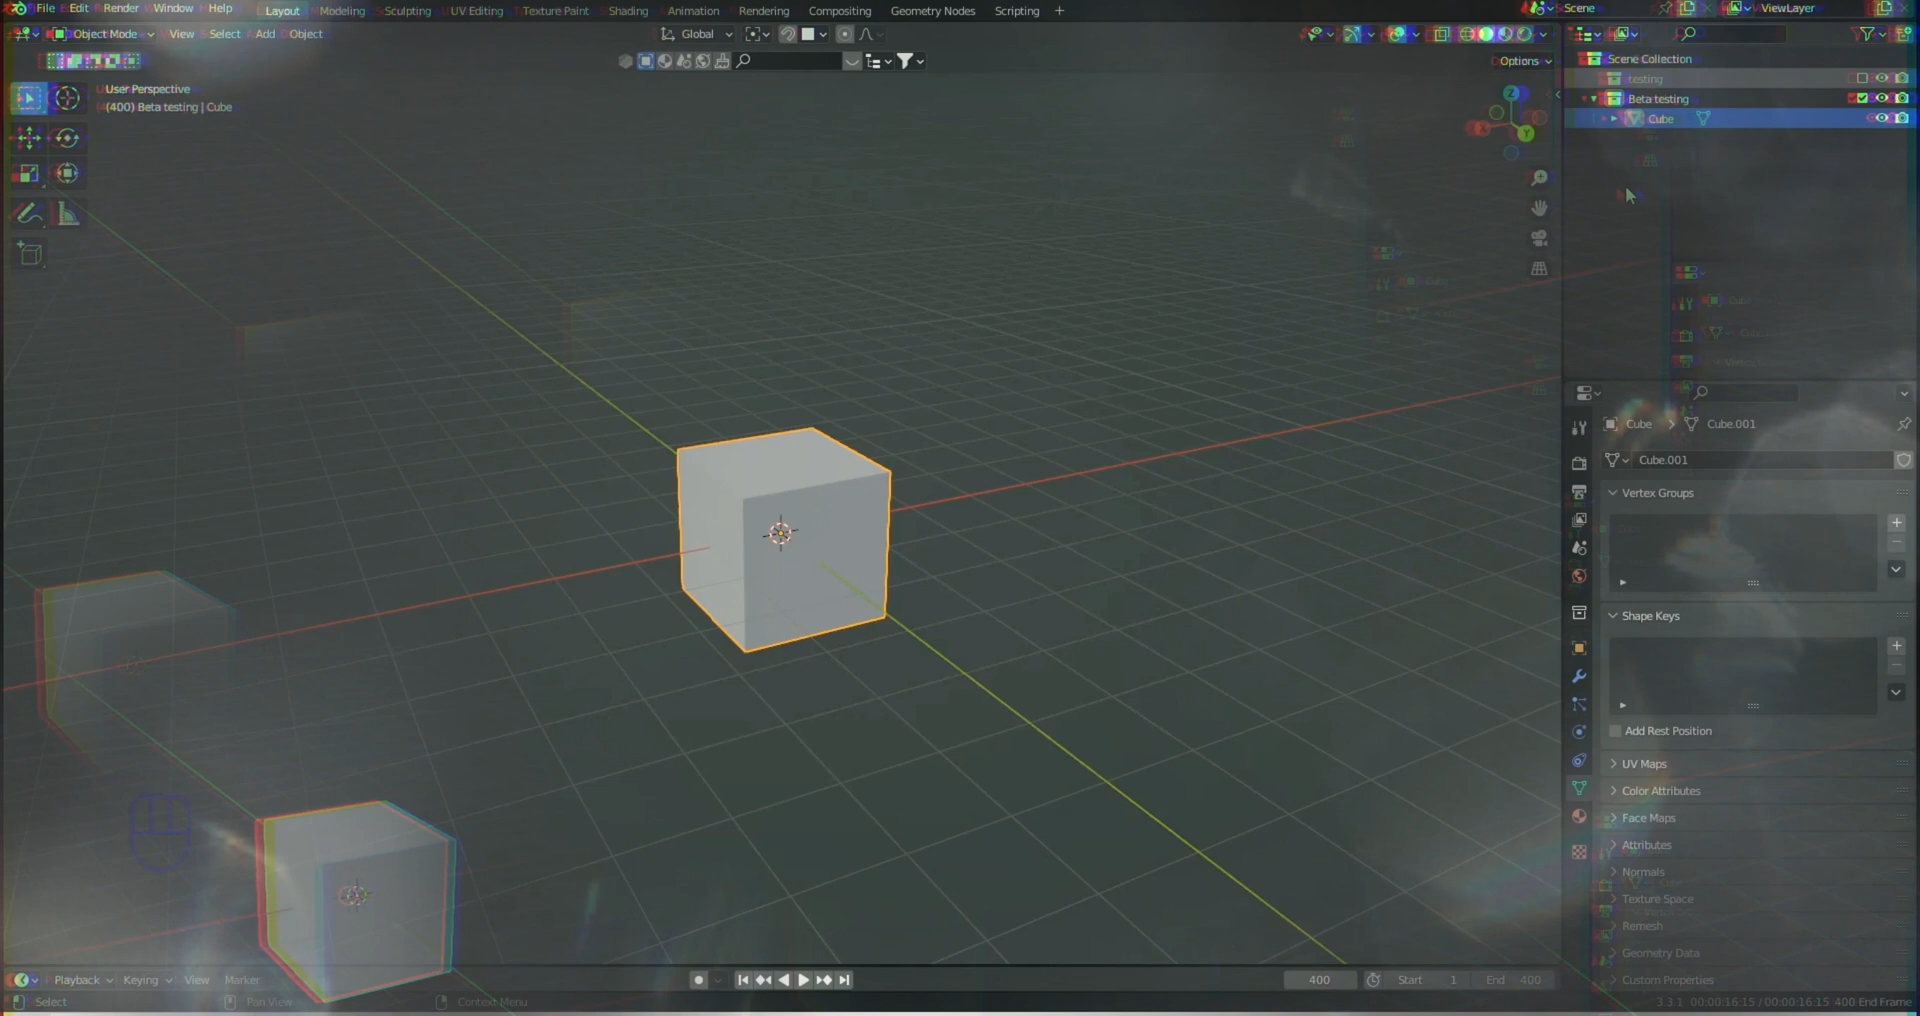 File Edit Render Window Help Layout Modeling Sculpting UV Editing Texture Paint Shading Animation Rendering Compositing Geometry Nodes Scripting + Scene ViewLayer
Object Mode View Select Add Object Global
Options
User Perspective
(400) Beta testing | Cube
Z
X
Y
Scene Collection
testing
Beta testing
Cube
Cube > Cube.001
Cube.001
Vertex Groups
Shape Keys
Add Rest Position
UV Maps
Color Attributes
Face Maps
Attributes
Normals
Texture Space
Remesh
Geometry Data
Custom Properties
Playback Keying View Marker 400 Start 1 End 400
Select Pan View Context Menu 3.3.1 00:00:16:15 / 00:00:16:15 400 End Frame